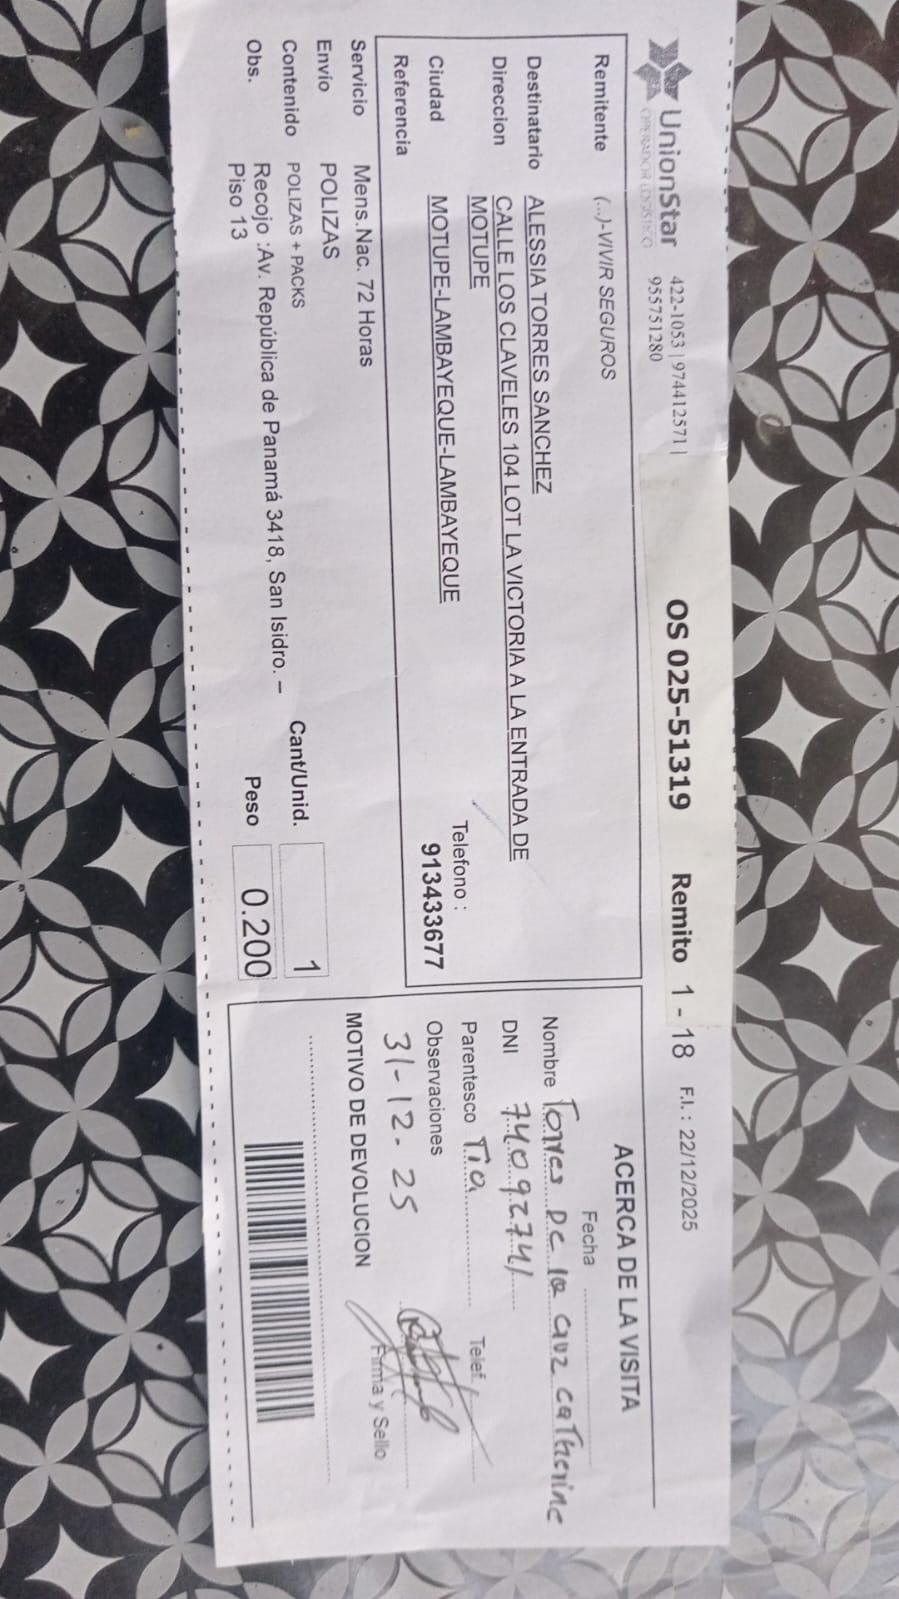 UnionStar
OPERADOR LOGISTICO
422-1053 | 974412571 |
955751280
OS 025-51319 Remito 1 - 18 F.I. : 22/12/2025
Remitente (...)-VIVIR SEGUROS
Destinatario ALESSIA TORRES SANCHEZ
Direccion CALLE LOS CLAVELES 104 LOT LA VICTORIA A LA ENTRADA DE
MOTUPE
Telefono :
Ciudad MOTUPE-LAMBAYEQUE-LAMBAYEQUE 913433677
Referencia
Servicio Mens.Nac. 72 Horas
Envio POLIZAS
Contenido POLIZAS + PACKS Cant/Unid. 1
Obs. Recojo :Av. República de Panamá 3418, San Isidro. –
Piso 13
Peso 0.200
ACERCA DE LA VISITA
Fecha
Nombre Torres De la cruz catherine
DNI 74092741
Parentesco Tia Telef.
Observaciones
31-12-25
Firma y Sello
MOTIVO DE DEVOLUCION